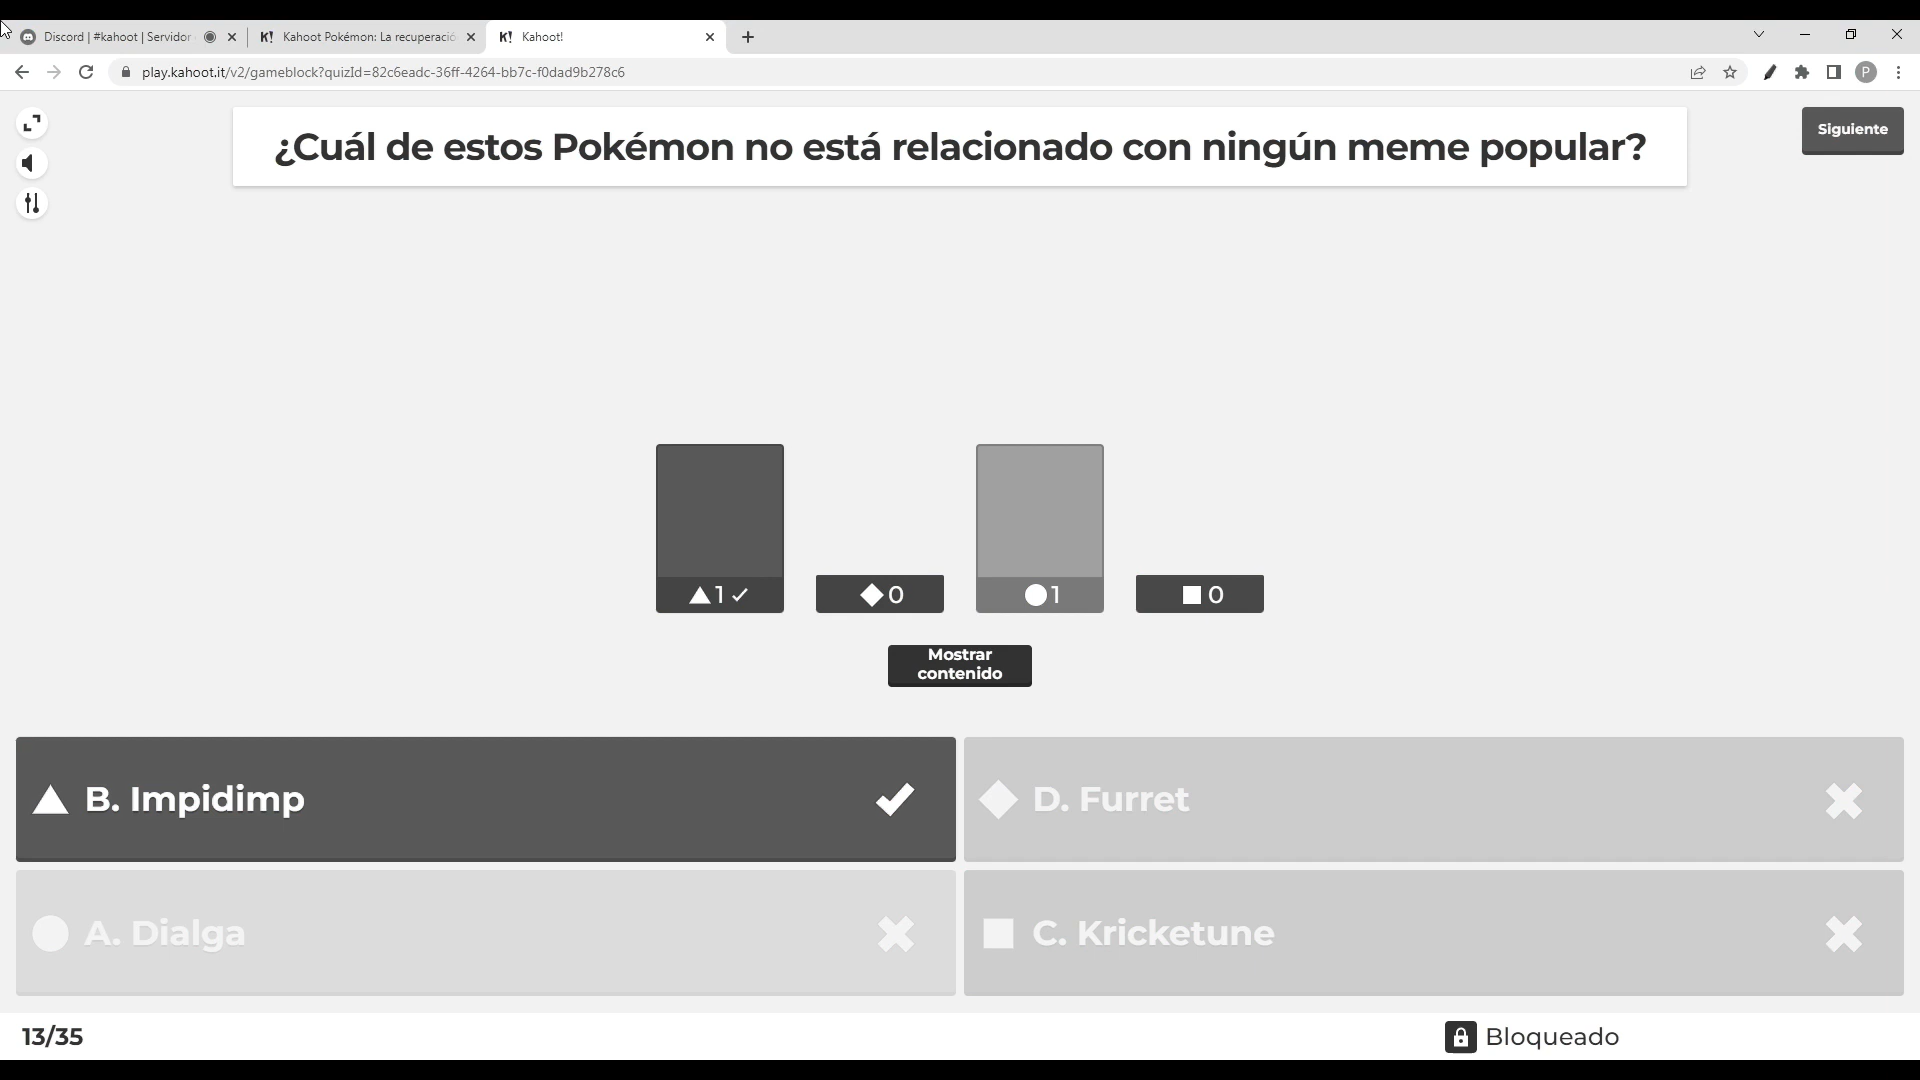 Discord | #kahoot | Servidor
K! Kahoot Pokémon: La recuperació
K! Kahoot!
play.kahoot.it/v2/gameblock?quizId=82c6eadc-36ff-4264-bb7c-f0dad9b278c6
P
¿Cuál de estos Pokémon no está relacionado con ningún meme popular?
Siguiente
1
0
1
0
Mostrar
contenido
B. Impidimp
D. Furret
A. Dialga
C. Kricketune
13/35
Bloqueado